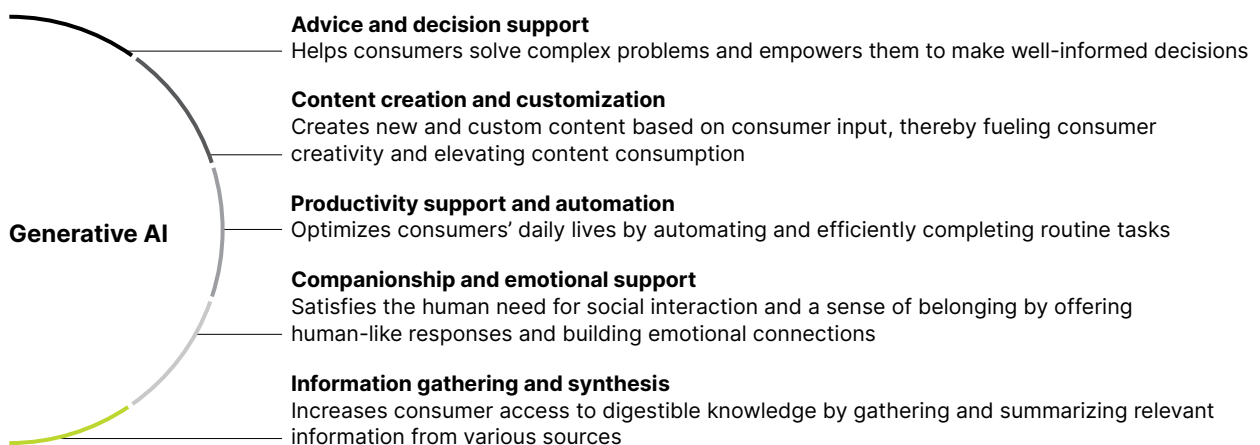 Advice and decision support
Helps consumers solve complex problems and empowers them to make well-informed decisions
Content creation and customization
Creates new and custom content based on consumer input, thereby fueling consumer
creativity and elevating content consumption
Generative AI
Productivity support and automation
Optimizes consumers’ daily lives by automating and efficiently completing routine tasks
Companionship and emotional support
Satisfies the human need for social interaction and a sense of belonging by offering
human-like responses and building emotional connections
Information gathering and synthesis
Increases consumer access to digestible knowledge by gathering and summarizing relevant
information from various sources